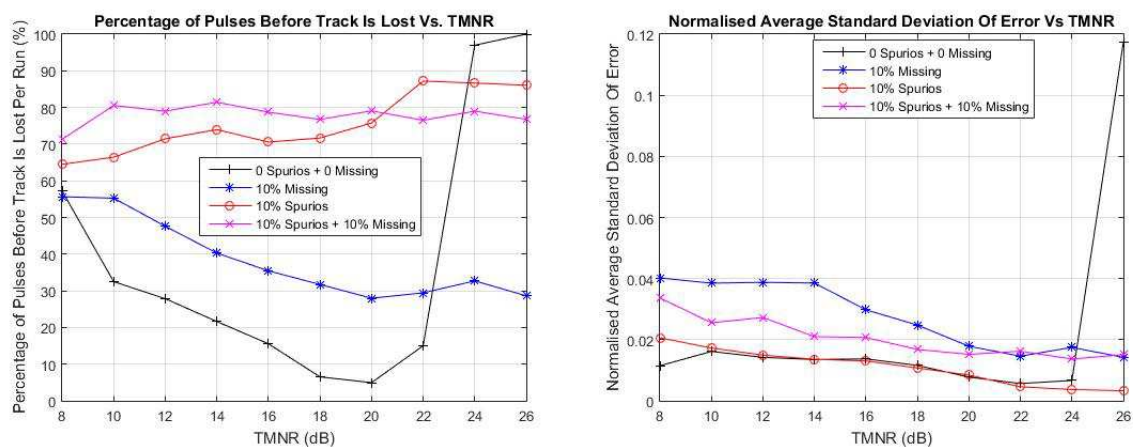 Percentage of Pulses Before Track Is Lost Vs. TMNR
Percentage of Pulses Before Track Is Lost Per Run (%)
100
90
80
70
60
50
40
30
20
10
0
0 Spurios + 0 Missing
10% Missing
10% Spurios
10% Spurios + 10% Missing
8 10 12 14 16 18 20 22 24 26
TMNR (dB)
Normalised Average Standard Deviation Of Error Vs TMNR
Normalised Average Standard Deviation Of Error
0.12
0.1
0.08
0.06
0.04
0.02
0
0 Spurios + 0 Missing
10% Missing
10% Spurios
10% Spurios + 10% Missing
8 10 12 14 16 18 20 22 24 26
TMNR (dB)